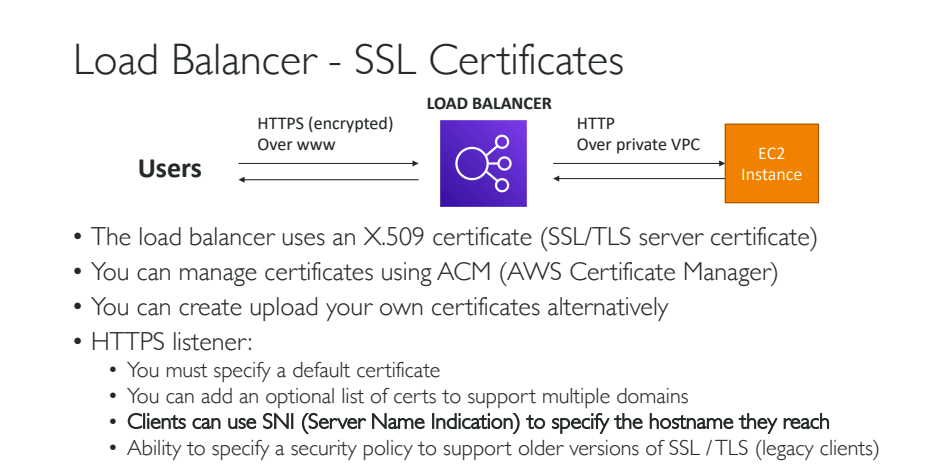 Load Balancer - SSL Certificates
LOAD BALANCER
HTTPS (encrypted)
Over www
HTTP
Over private VPC
Users
EC2
Instance
• The load balancer uses an X.509 certificate (SSL/TLS server certificate)
• You can manage certificates using ACM (AWS Certificate Manager)
• You can create upload your own certificates alternatively
• HTTPS listener:
• You must specify a default certificate
• You can add an optional list of certs to support multiple domains
• Clients can use SNI (Server Name Indication) to specify the hostname they reach
• Ability to specify a security policy to support older versions of SSL / TLS (legacy clients)